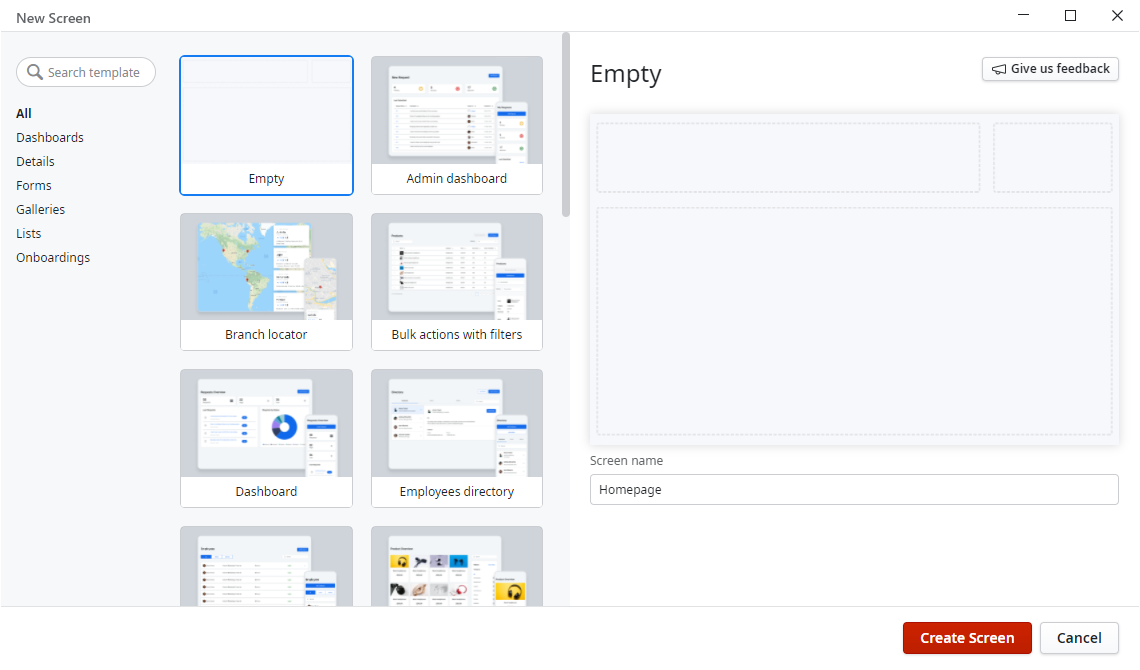 New Screen
Search template
All
Dashboards
Details
Forms
Galleries
Lists
Onboardings
Empty
Admin dashboard
Branch locator
Bulk actions with filters
Dashboard
Employees directory
Empty
Give us feedback
Screen name
Homepage
Create Screen
Cancel